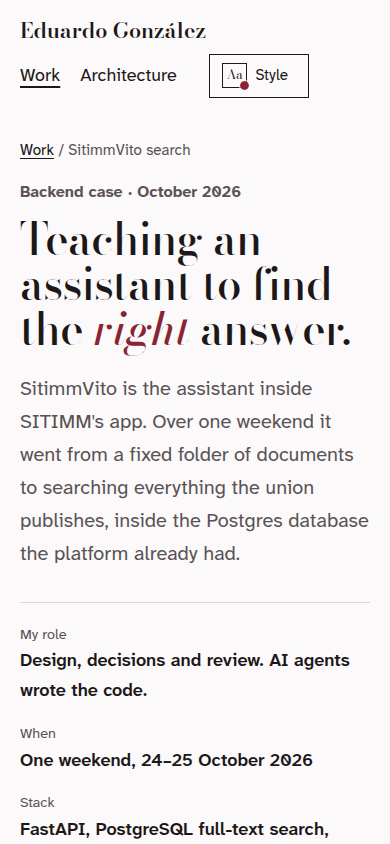 Eduardo González
Work Architecture Aa Style
Work / SitimmVito search
Backend case · October 2026
Teaching an
assistant to find
the right answer.
SitimmVito is the assistant inside
SITIMM's app. Over one weekend it
went from a fixed folder of documents
to searching everything the union
publishes, inside the Postgres database
the platform already had.
My role
Design, decisions and review. AI agents
wrote the code.
When
One weekend, 24–25 October 2026
Stack
FastAPI, PostgreSQL full-text search,